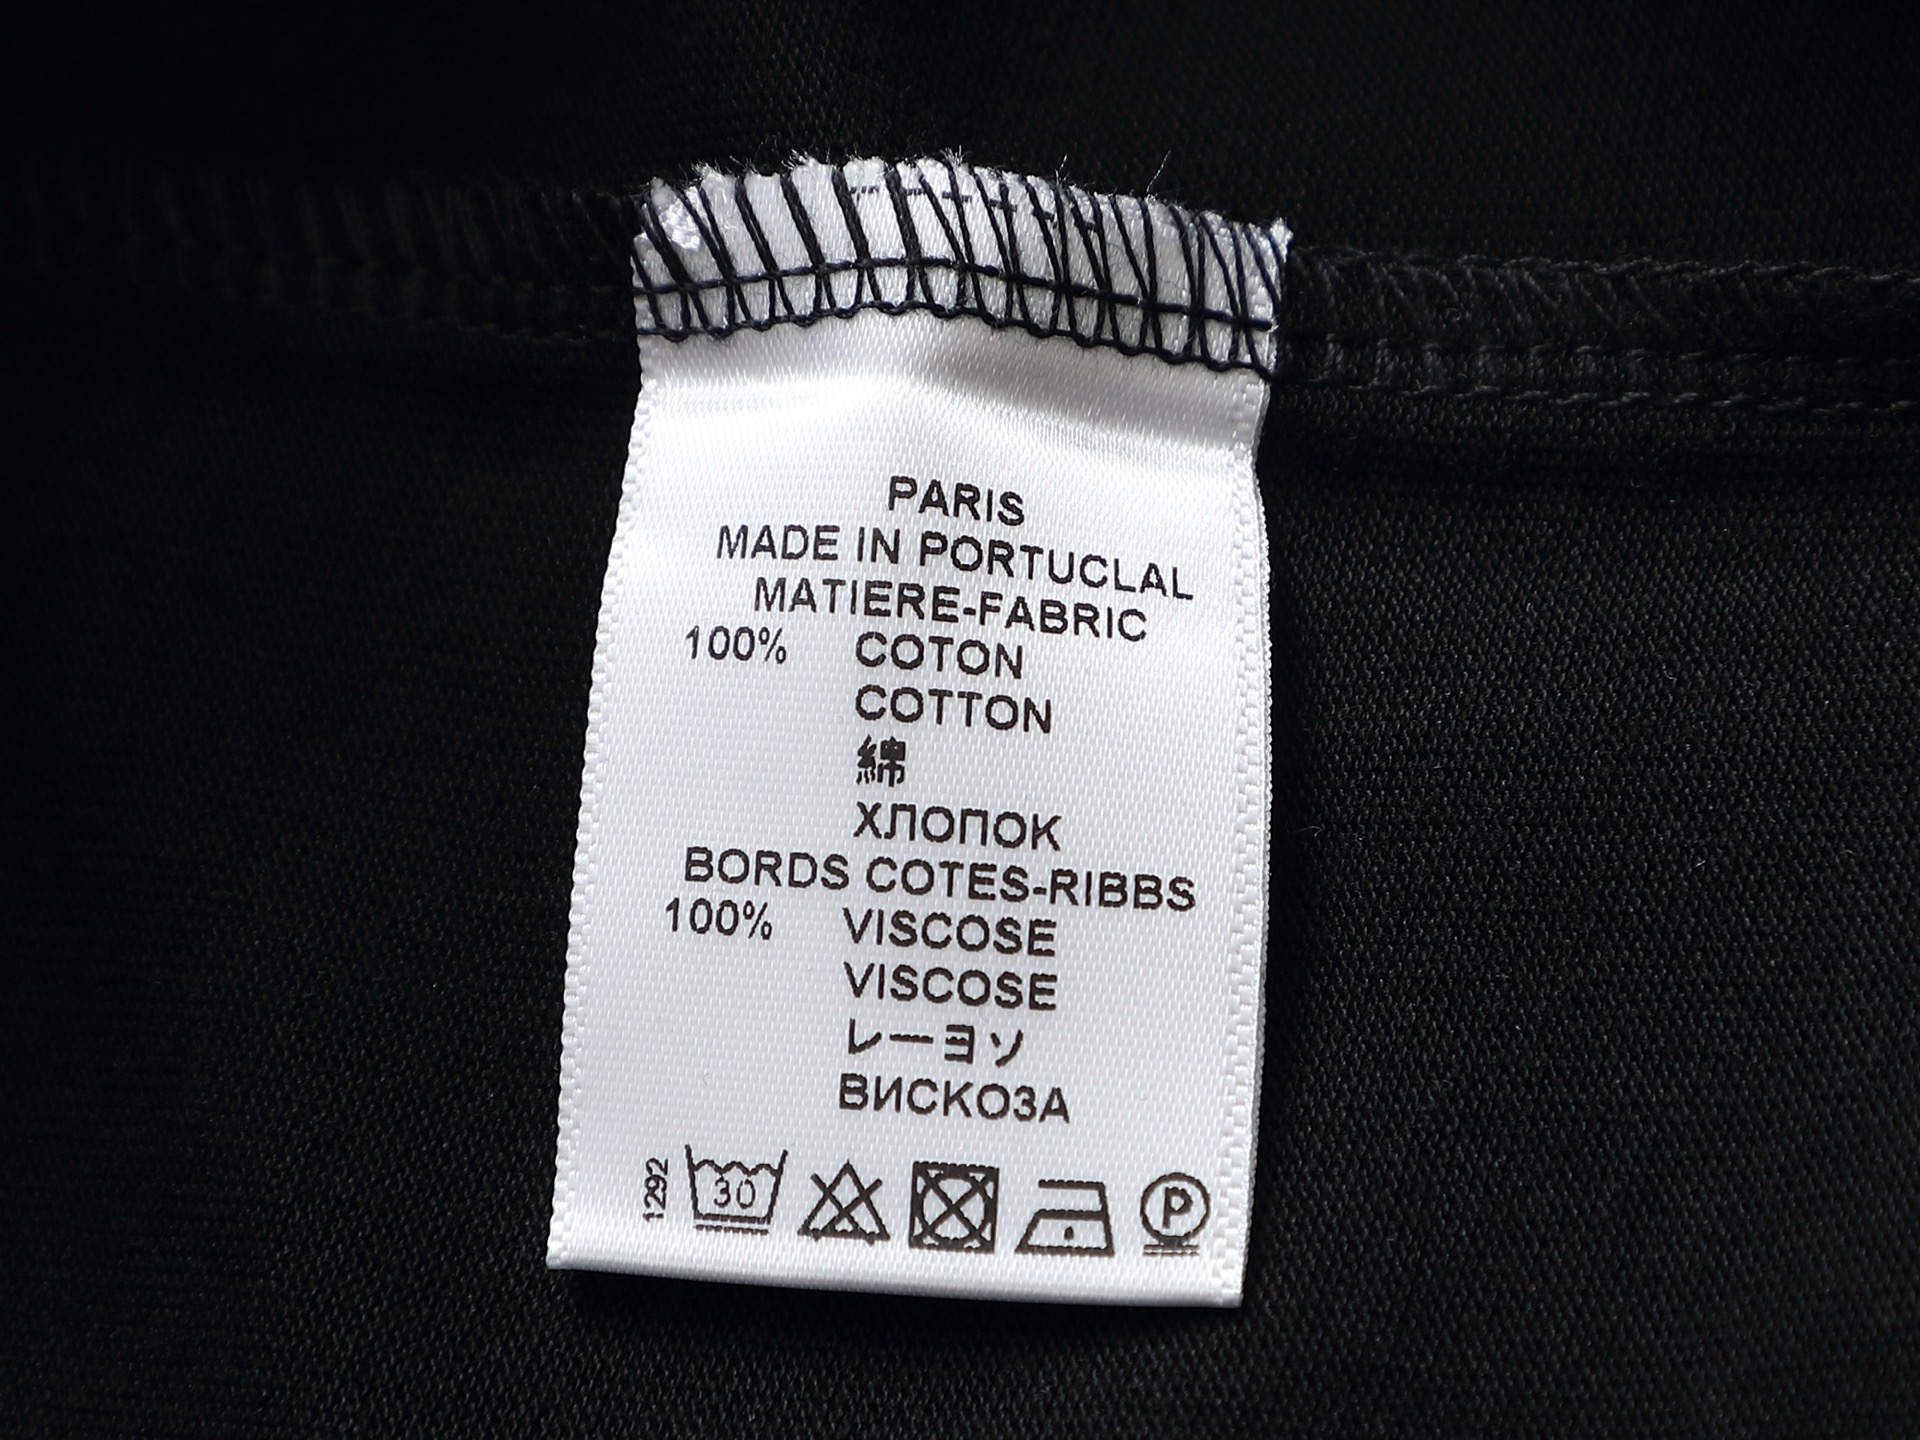 PARIS
MADE IN PORTUCLAL
MATIERE-FABRIC
100% COTON
COTTON
綿
ХЛОПОК
BORDS COTES-RIBBS
100% VISCOSE
VISCOSE
レーヨソ
ВИСКОЗА
1292
30
P